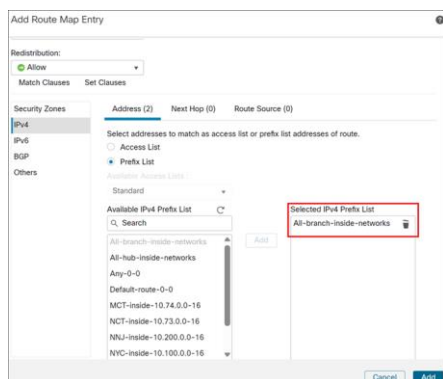 Add Route Map Entry
Redistribution:
Allow
Match Clauses Set Clauses
Security Zones
IPv4
IPv6
BGP
Others
Address (2) Next Hop (0) Route Source (0)
Select addresses to match as access list or prefix list addresses of route.
Access List
Prefix List
Available Access Lists :
Standard
Available IPv4 Prefix List
Search
All-branch-inside-networks
All-hub-inside-networks
Any-0-0
Default-route-0-0
MCT-inside-10.74.0.0-16
NCT-inside-10.73.0.0-16
NNJ-inside-10.200.0.0-16
NYC-inside-10.100.0.0-16
Add
Selected IPv4 Prefix List
All-branch-inside-networks
Cancel Add